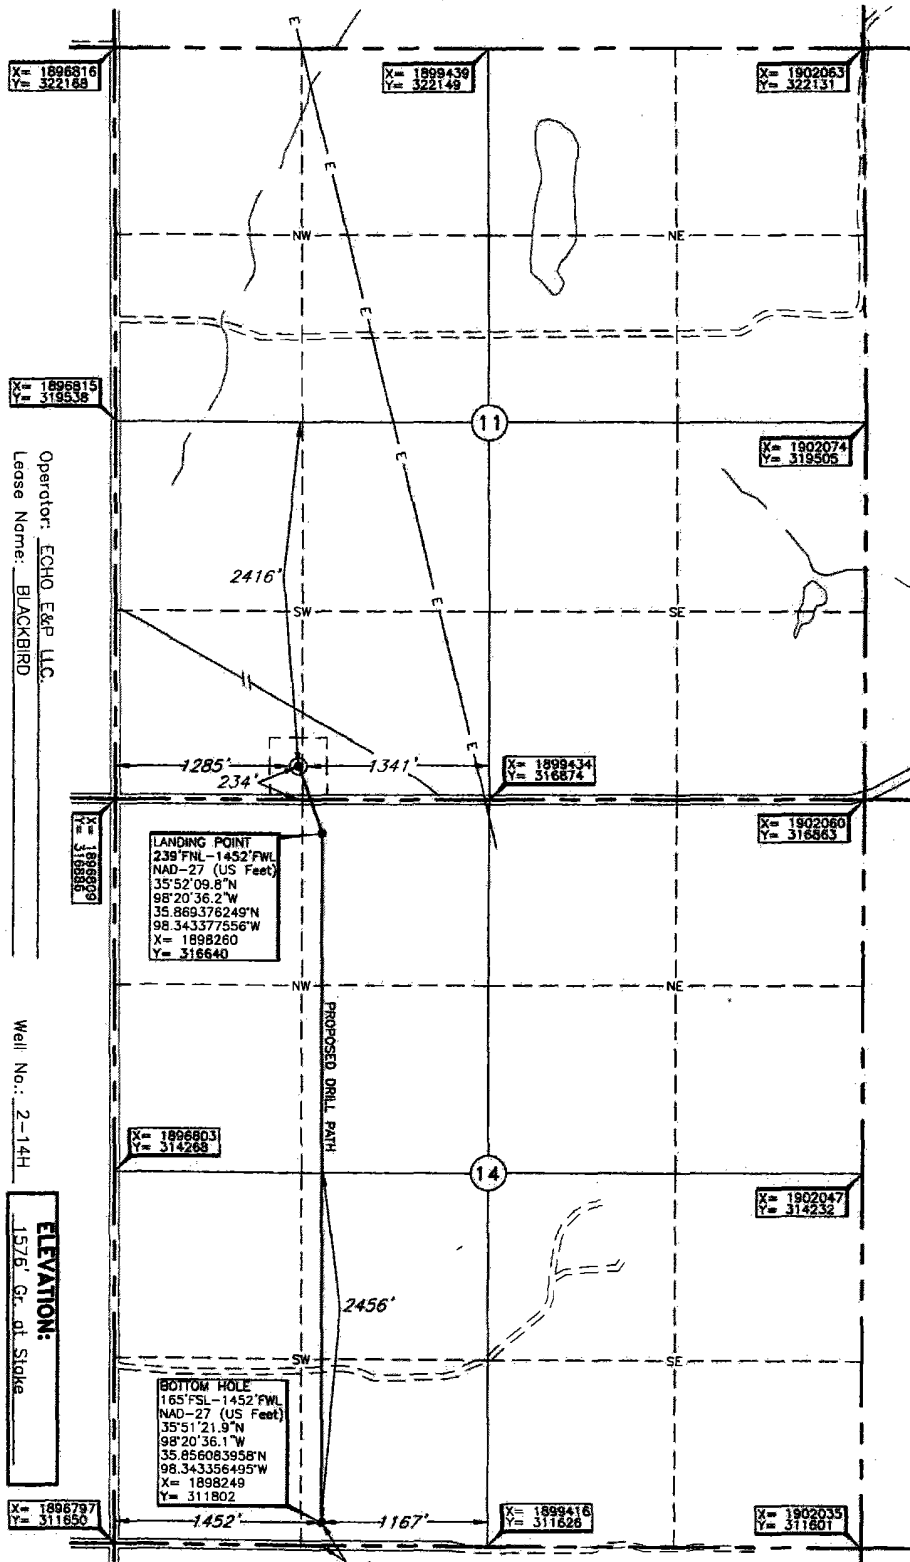 E
X= 1896816
Y= 322168
X= 1899439
Y= 322149
X= 1902063
Y= 322131
E
NW
NE
E
X= 1896815
Y= 319538
11
X= 1902074
Y= 319505
E
Operator: ECHO E&P LLC.
Lease Name: BLACKBIRD
2416'
E
SW
SE
E
1285'
1341'
234'
X= 1899434
Y= 316874
X= 1896809
Y= 316886
X= 1902060
Y= 316863
LANDING POINT
239'FNL-1452'FWL
NAD-27 (US Feet)
35°52'09.8"N
98°20'36.2"W
35.869376249°N
98.343377556°W
X= 1898260
Y= 316640
NW
NE
PROPOSED DRILL PATH
Well No.: 2-14H
X= 1896803
Y= 314268
14
X= 1902047
Y= 314232
ELEVATION:
1576' Gr. at Stake
2456'
SW
SE
BOTTOM HOLE
165'FSL-1452'FWL
NAD-27 (US Feet)
35°51'21.9"N
98°20'36.1"W
35.856083958°N
98.343356495°W
X= 1898249
Y= 311802
X= 1896797
Y= 311650
1452'
1167'
X= 1899416
Y= 311626
X= 1902035
Y= 311601